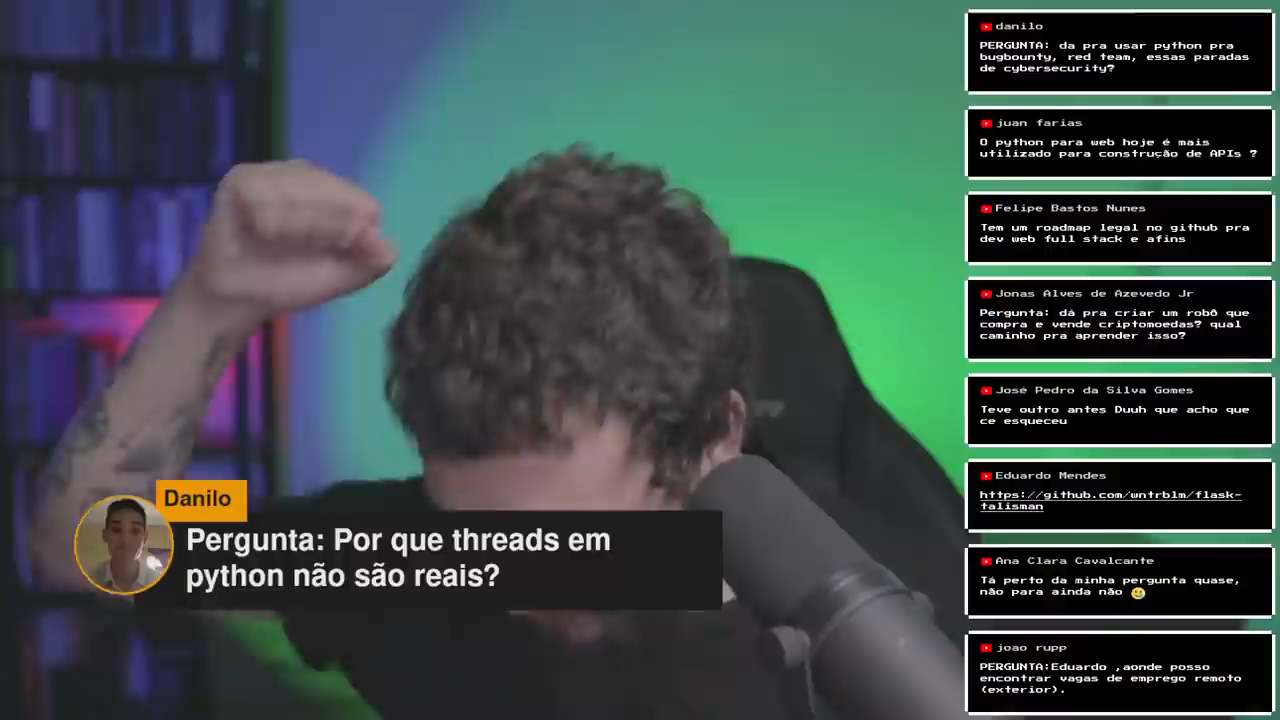 Danilo
Pergunta: Por que threads em
python não são reais?
danilo
PERGUNTA: da pra usar python pra
bugbounty, red team, essas paradas
de cybersecurity?
juan farias
O python para web hoje é mais
utilizado para construção de APIs ?
Felipe Bastos Nunes
Tem um roadmap legal no github pra
dev web full stack e afins
Jonas Alves de Azevedo Jr
Pergunta: dá pra criar um robô que
compra e vende criptomoedas? qual
caminho pra aprender isso?
José Pedro da Silva Gomes
Teve outro antes Duuh que acho que
ce esqueceu
Eduardo Mendes
https://github.com/wntrblm/flask-
talisman
Ana Clara Cavalcante
Tá perto da minha pergunta quase,
não para ainda não 🥲
joao rupp
PERGUNTA:Eduardo ,aonde posso
encontrar vagas de emprego remoto
(exterior).